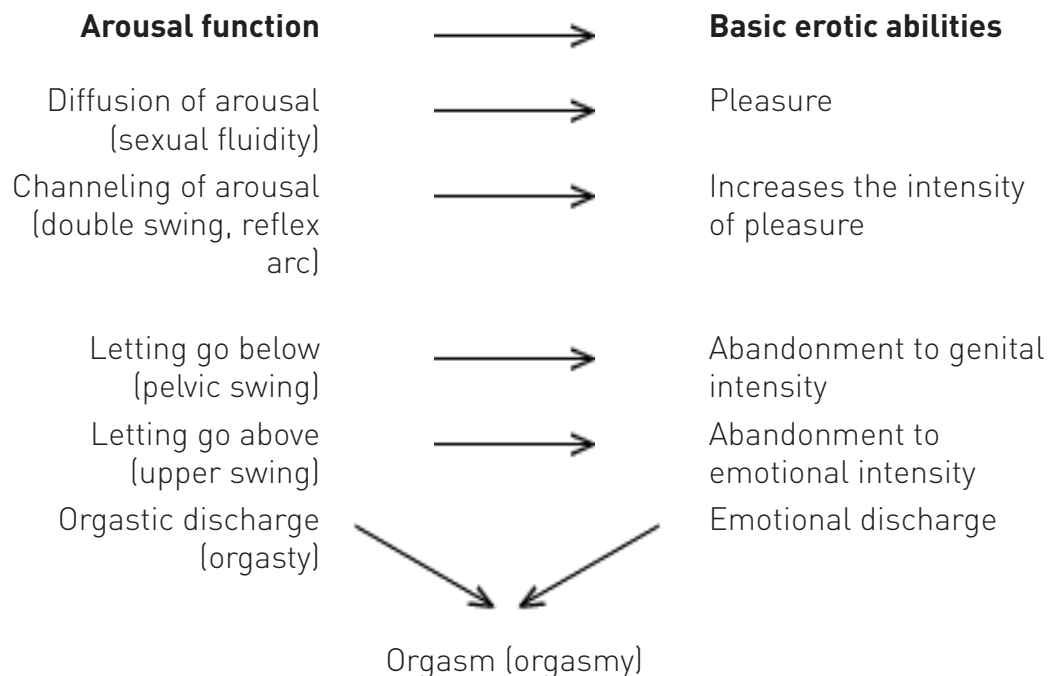 Arousal function
Basic erotic abilities
Diffusion of arousal
(sexual fluidity)
Pleasure
Channeling of arousal
(double swing, reflex
arc)
Increases the intensity
of pleasure
Letting go below
(pelvic swing)
Abandonment to genital
intensity
Letting go above
(upper swing)
Abandonment to
emotional intensity
Orgastic discharge
(orgasty)
Emotional discharge
Orgasm (orgasmy)